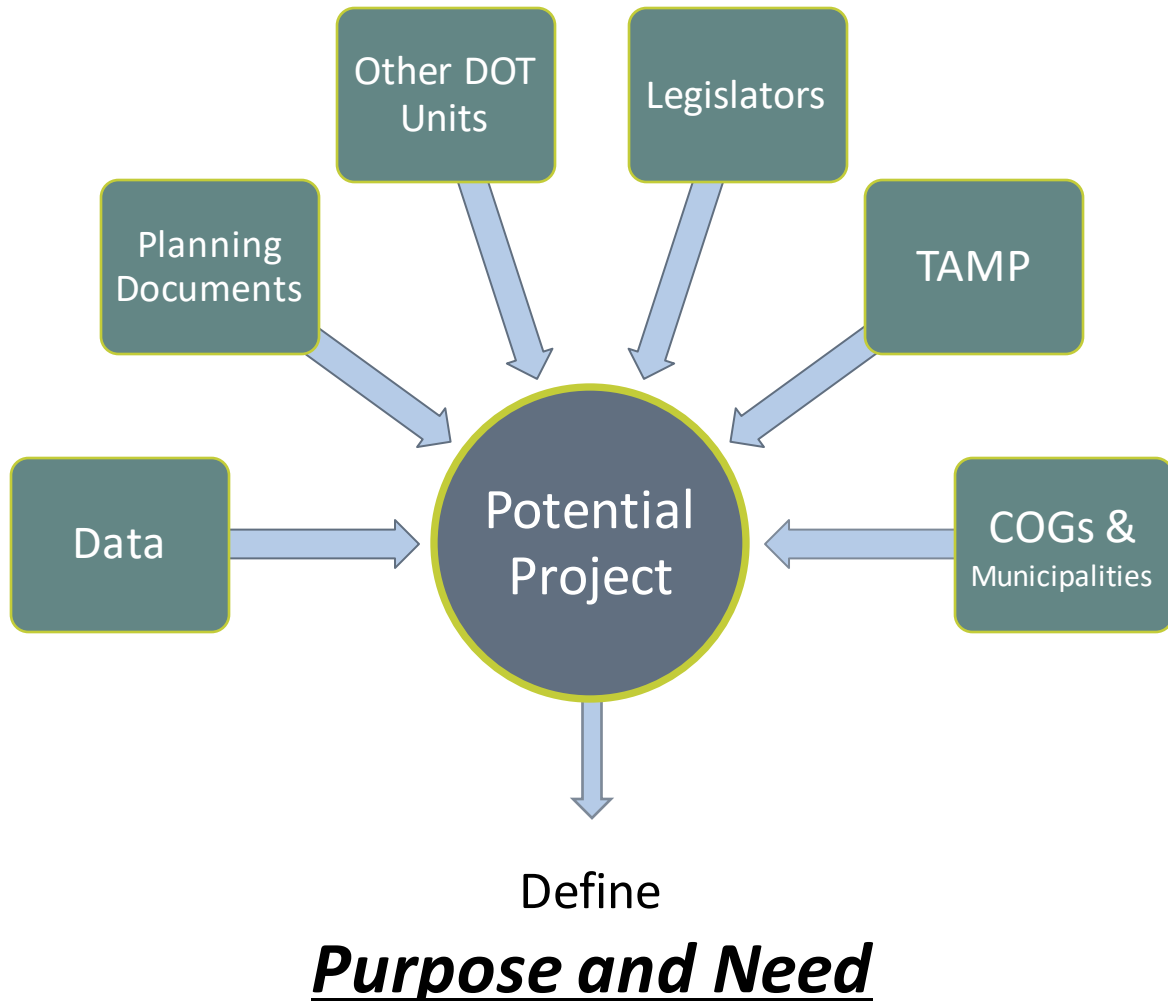 Other DOT
Units
Legislators
Planning
Documents
TAMP
Data
Potential
Project
COGs &
Municipalities
Define
Purpose and Need